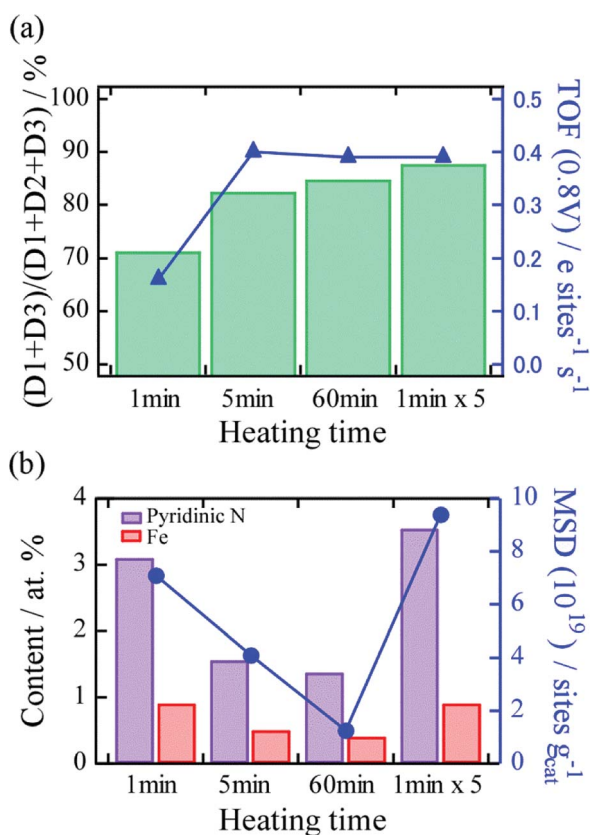 (a)
(D1+D3)/(D1+D2+D3) / %
100
90
80
70
60
50
0.5
0.4
0.3
0.2
0.1
0.0
TOF (0.8V) / e sites⁻¹ s⁻¹
1min 5min 60min 1min x 5
Heating time
(b)
Content / at. %
4
3
2
1
0
Pyridinic N
Fe
10
8
6
4
2
0
MSD (10¹⁹) / sites g_cat⁻¹
1min 5min 60min 1min x 5
Heating time